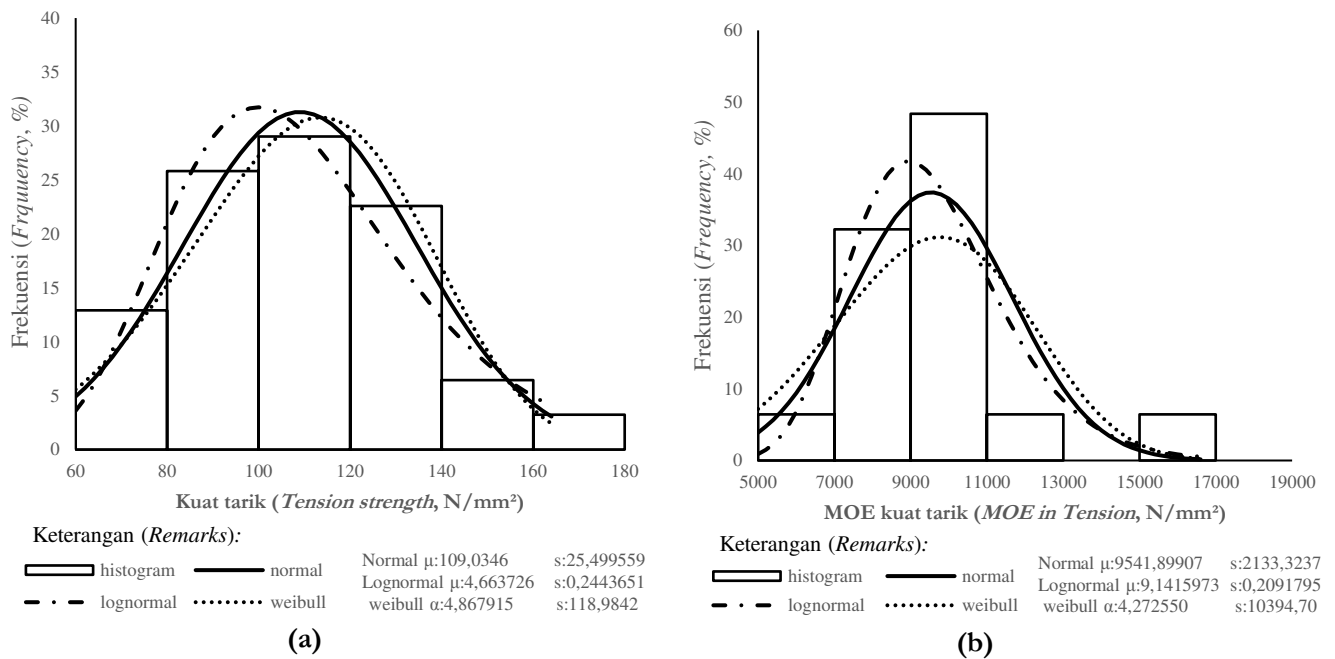 40
35
30
25
20
15
10
5
0
Frekuensi (Frquuency, %)
60 80 100 120 140 160 180
Kuat tarik (Tension strength, N/mm²)
Keterangan (Remarks):
histogram normal
lognormal weibull
Normal μ:109,0346 s:25,499559
Lognormal μ:4,663726 s:0,2443651
weibull α:4,867915 s:118,9842
(a)
60
50
40
30
20
10
0
Frekuensi (Frequency, %)
5000 7000 9000 11000 13000 15000 17000 19000
MOE kuat tarik (MOE in Tension, N/mm²)
Keterangan (Remarks):
histogram normal
lognormal weibull
Normal μ:9541,89907 s:2133,3237
Lognormal μ:9,1415973 s:0,2091795
weibull α:4,272550 s:10394,70
(b)